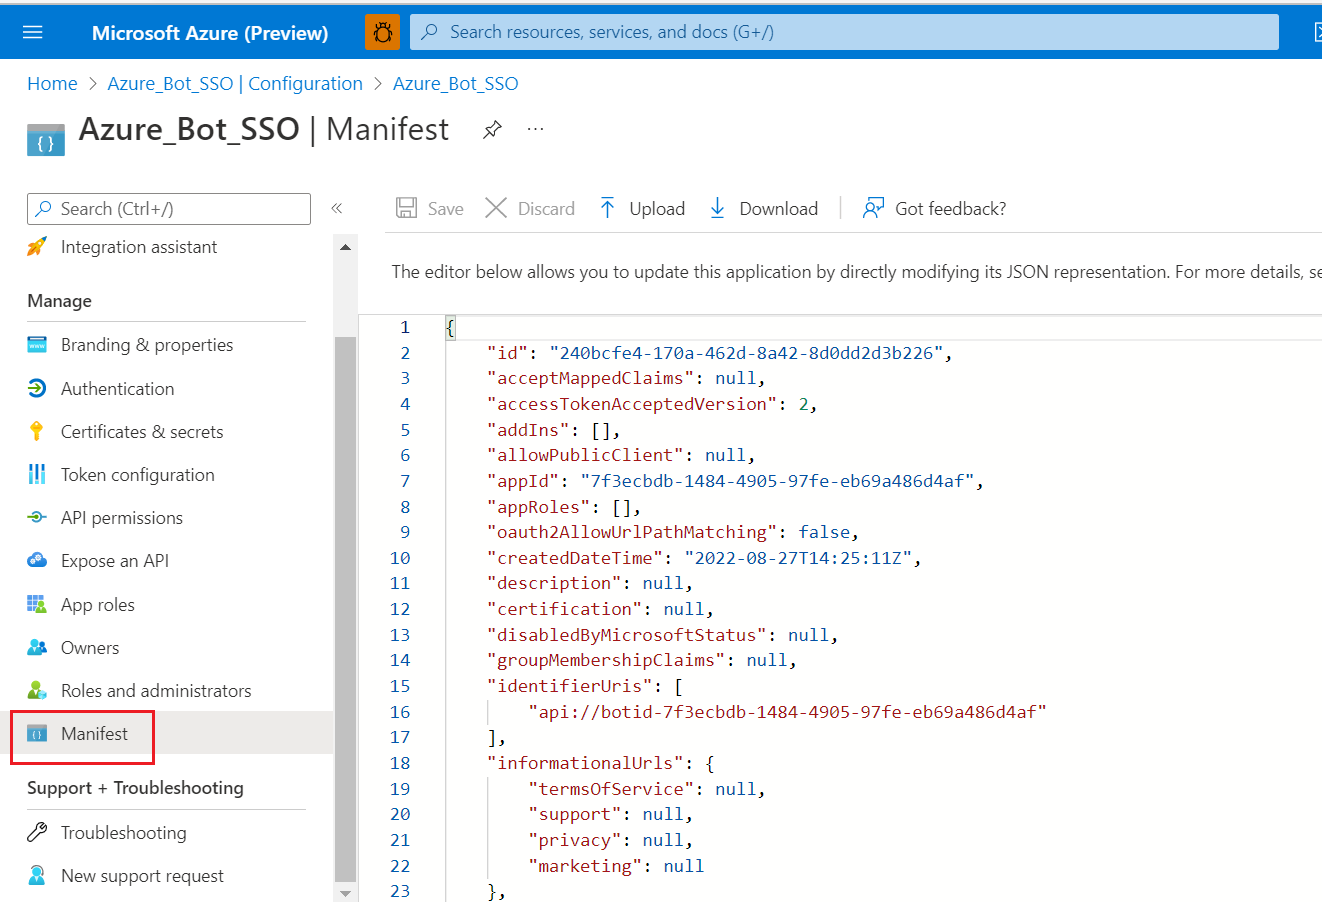 Microsoft Azure (Preview)
Search resources, services, and docs (G+/)
Home > Azure_Bot_SSO | Configuration > Azure_Bot_SSO
{ } Azure_Bot_SSO | Manifest ...
Search (Ctrl+/) «
Save Discard Upload Download Got feedback?
Integration assistant
Manage
Branding & properties
Authentication
Certificates & secrets
Token configuration
API permissions
Expose an API
App roles
Owners
Roles and administrators
Manifest
Support + Troubleshooting
Troubleshooting
New support request
The editor below allows you to update this application by directly modifying its JSON representation. For more details,
1 {
2 "id": "240bcfe4-170a-462d-8a42-8d0dd2d3b226",
3 "acceptMappedClaims": null,
4 "accessTokenAcceptedVersion": 2,
5 "addIns": [],
6 "allowPublicClient": null,
7 "appId": "7f3ecbdb-1484-4905-97fe-eb69a486d4af",
8 "appRoles": [],
9 "oauth2AllowUrlPathMatching": false,
10 "createdDateTime": "2022-08-27T14:25:11Z",
11 "description": null,
12 "certification": null,
13 "disabledByMicrosoftStatus": null,
14 "groupMembershipClaims": null,
15 "identifierUris": [
16 "api://botid-7f3ecbdb-1484-4905-97fe-eb69a486d4af"
17 ],
18 "informationalUrls": {
19 "termsOfService": null,
20 "support": null,
21 "privacy": null,
22 "marketing": null
23 },